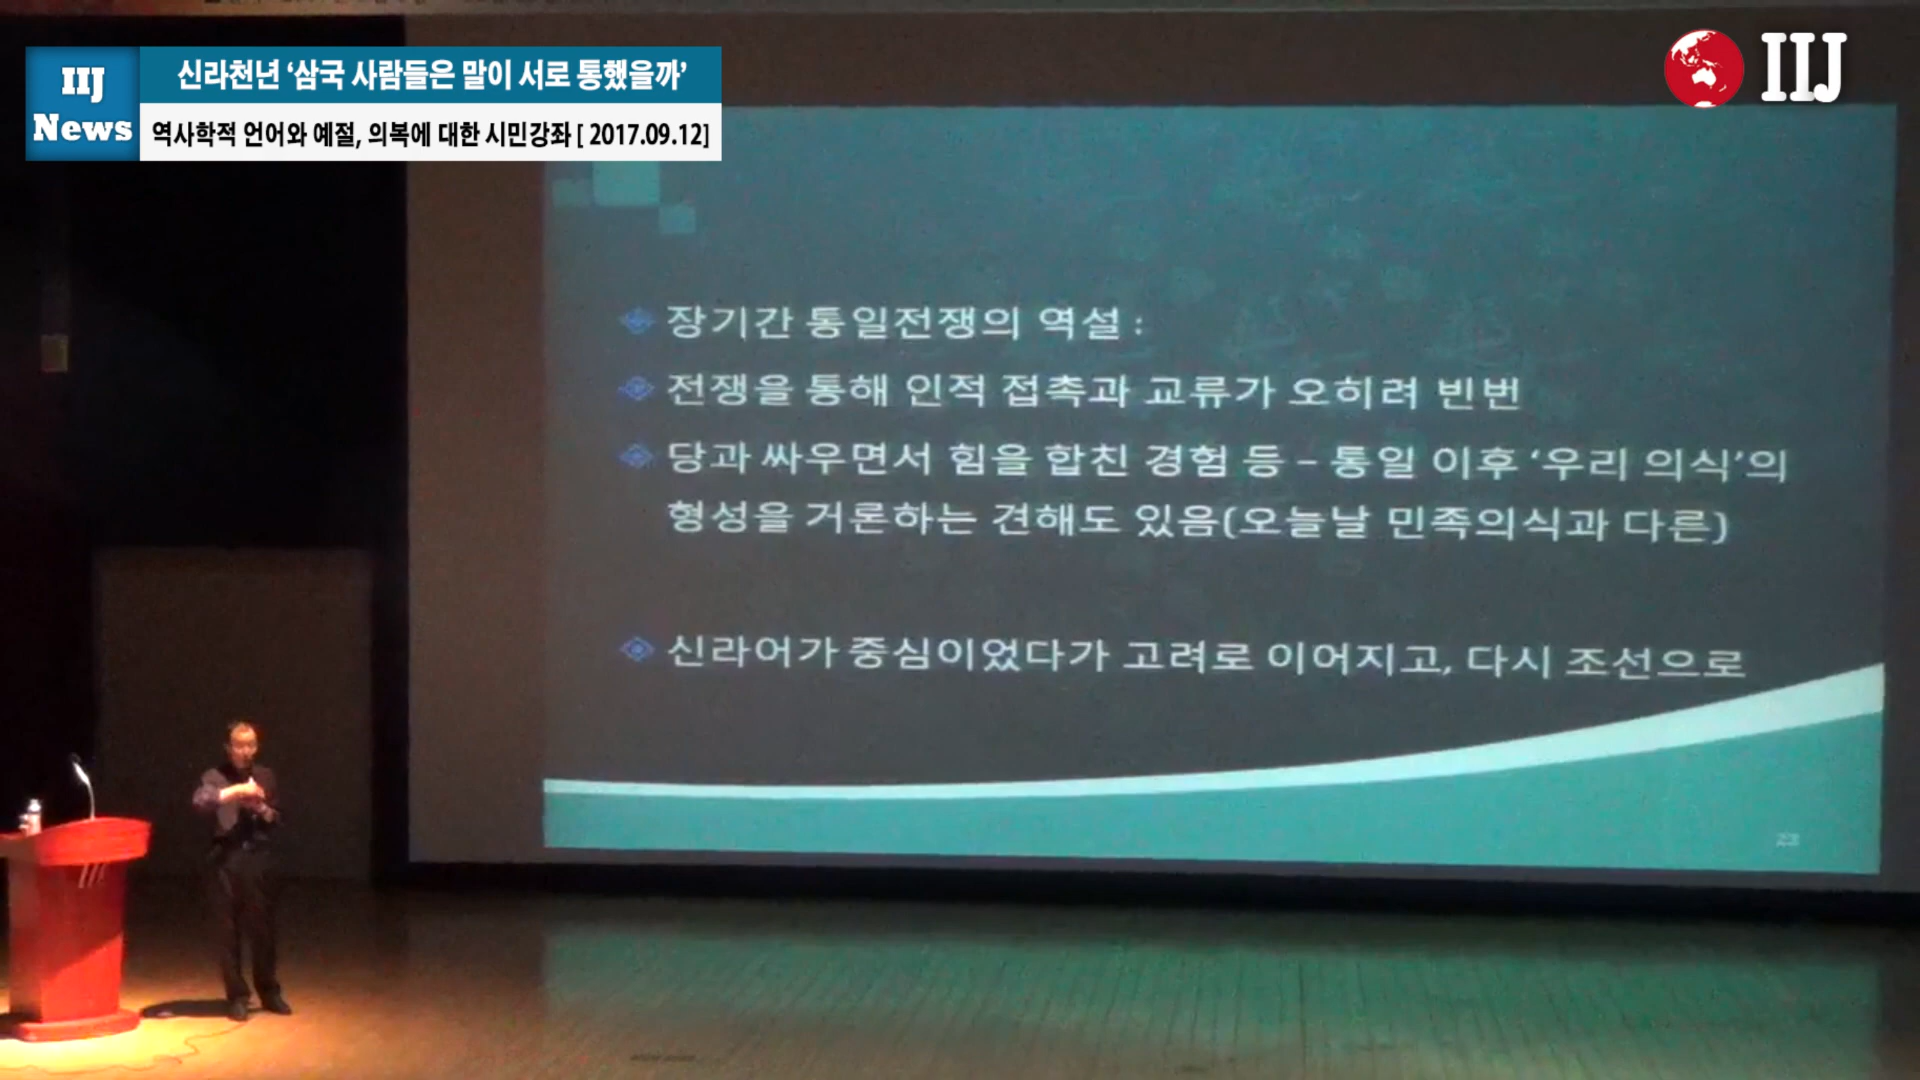 IIJ
News
신라천년 ‘삼국 사람들은 말이 서로 통했을까’
역사학적 언어와 예절, 의복에 대한 시민강좌 [ 2017.09.12]
IIJ
장기간 통일전쟁의 역설 :
전쟁을 통해 인적 접촉과 교류가 오히려 빈번
당과 싸우면서 힘을 합친 경험 등 – 통일 이후 ‘우리 의식’의
형성을 거론하는 견해도 있음(오늘날 민족의식과 다른)
신라어가 중심이었다가 고려로 이어지고, 다시 조선으로